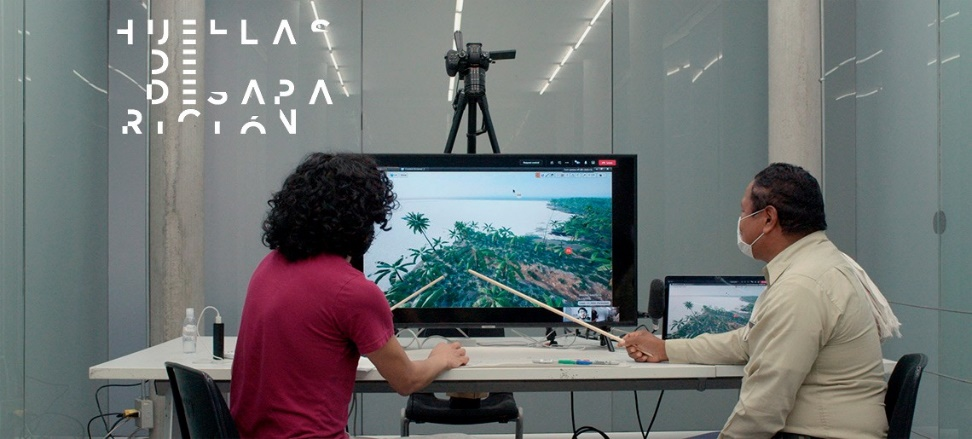 HUELLAS
DE
DESAPA
RICIÓN